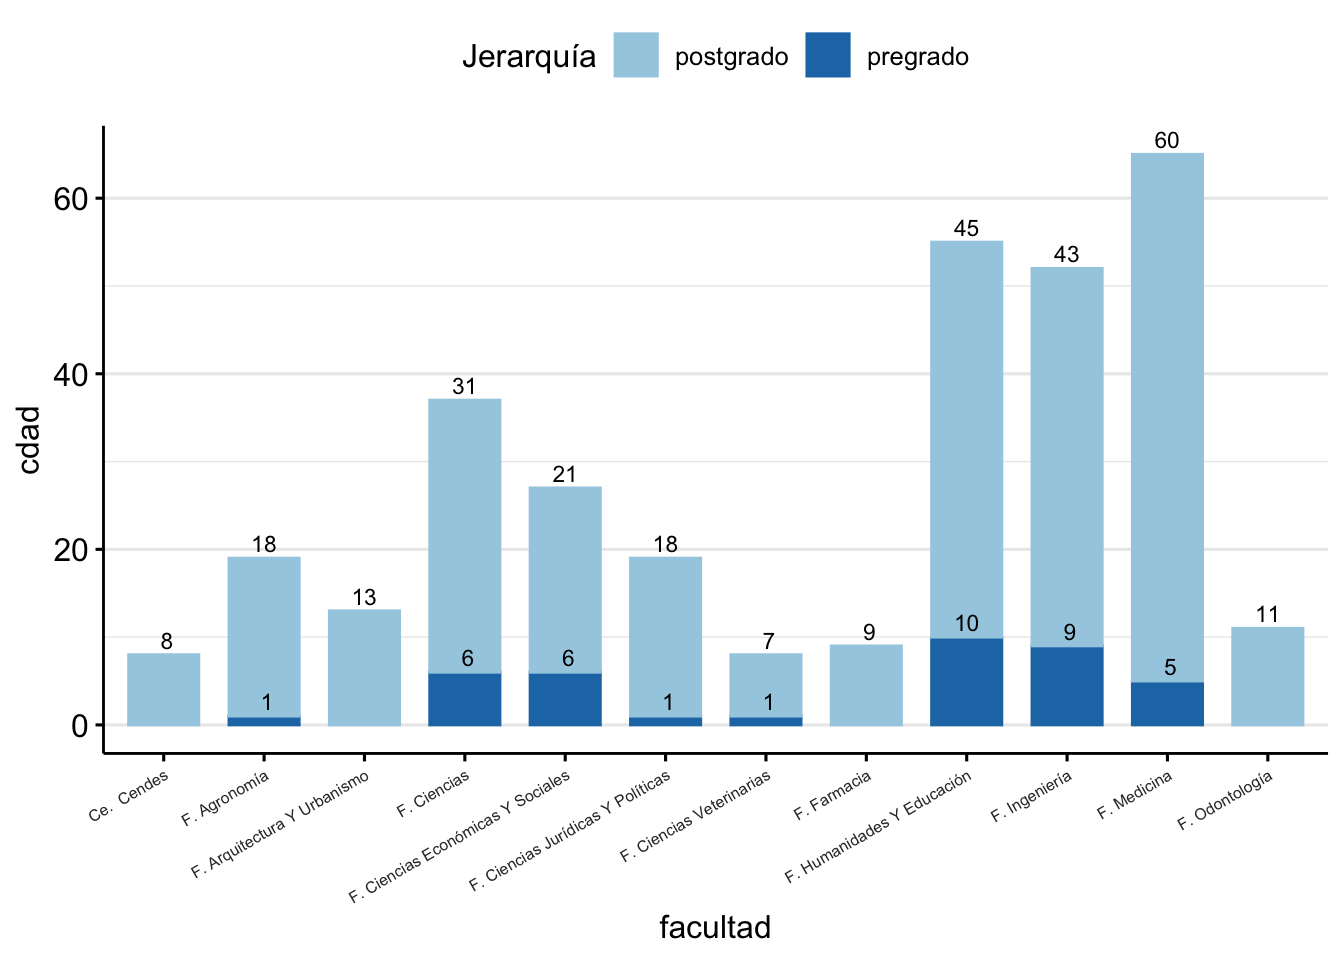 Jerarquía postgrado pregrado
cdad
60
40
20
0
8
18
1
13
31
6
21
6
18
1
7
1
9
45
10
43
9
60
5
11
Ce.  Cendes
F. Agronomía
F. Arquitectura Y Urbanismo
F. Ciencias
F. Ciencias Económicas Y Sociales
F. Ciencias Jurídicas Y Políticas
F. Ciencias Veterinarias
F. Farmacia
F. Humanidades Y Educación
F. Ingeniería
F. Medicina
F. Odontología
facultad